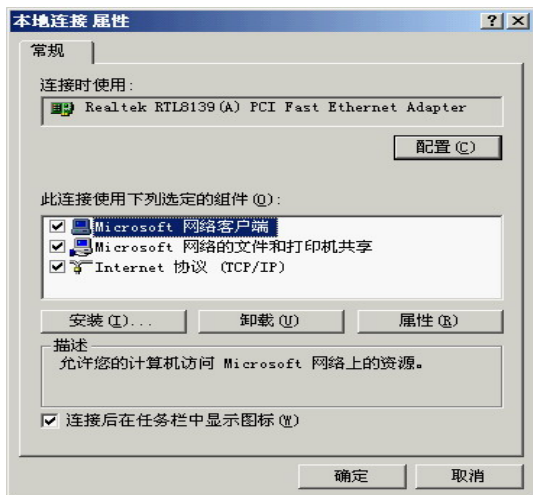 本地连接 属性
常规
连接时使用:
Realtek RTL8139(A) PCI Fast Ethernet Adapter
配置(C)
此连接使用下列选定的组件(O):
Microsoft 网络客户端
Microsoft 网络的文件和打印机共享
Internet 协议 (TCP/IP)
安装(I)...
卸载(U)
属性(R)
描述
允许您的计算机访问 Microsoft 网络上的资源。
连接后在任务栏中显示图标(W)
确定
取消